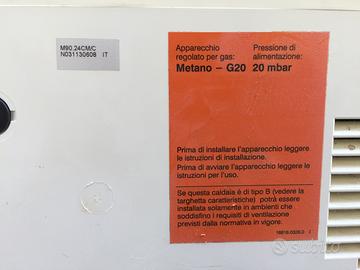 M90.24CM/C
N031130608 IT
Apparecchio
regolato per gas:
Metano – G20
Pressione di
alimentazione:
20 mbar
Prima di installare l'apparecchio leggere
le istruzioni di installazione.
Prima di avviare l'apparecchio leggere le
istruzioni per l'uso.
Se questa caldaia è di tipo B (vedere la
targhetta caratteristiche) potrà essere
installata solamente in ambienti che
soddisfino i requisiti di ventilazione
previsti dalla normativa in vigore.
subito